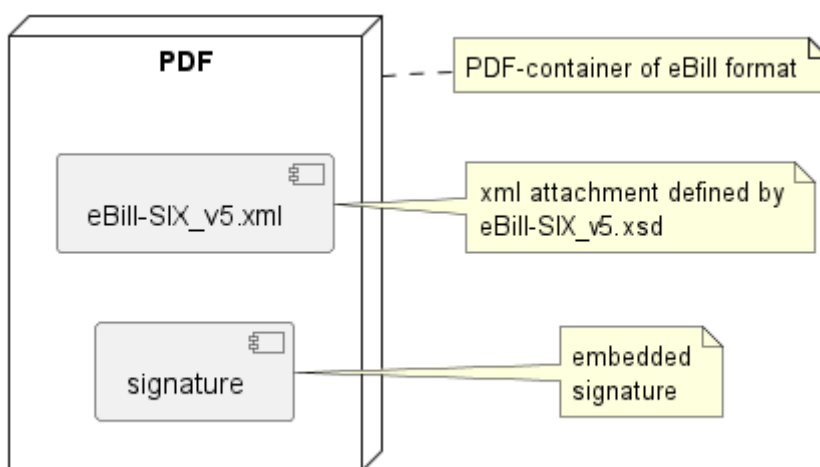 PDF
PDF-container of eBill format
eBill-SIX_v5.xml
xml attachment defined by
eBill-SIX_v5.xsd
signature
embedded
signature